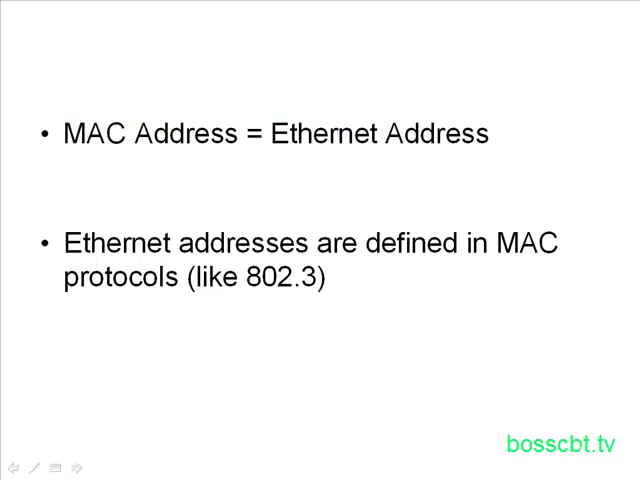 • MAC Address = Ethernet Address
• Ethernet addresses are defined in MAC
protocols (like 802.3)
bosscbt.tv